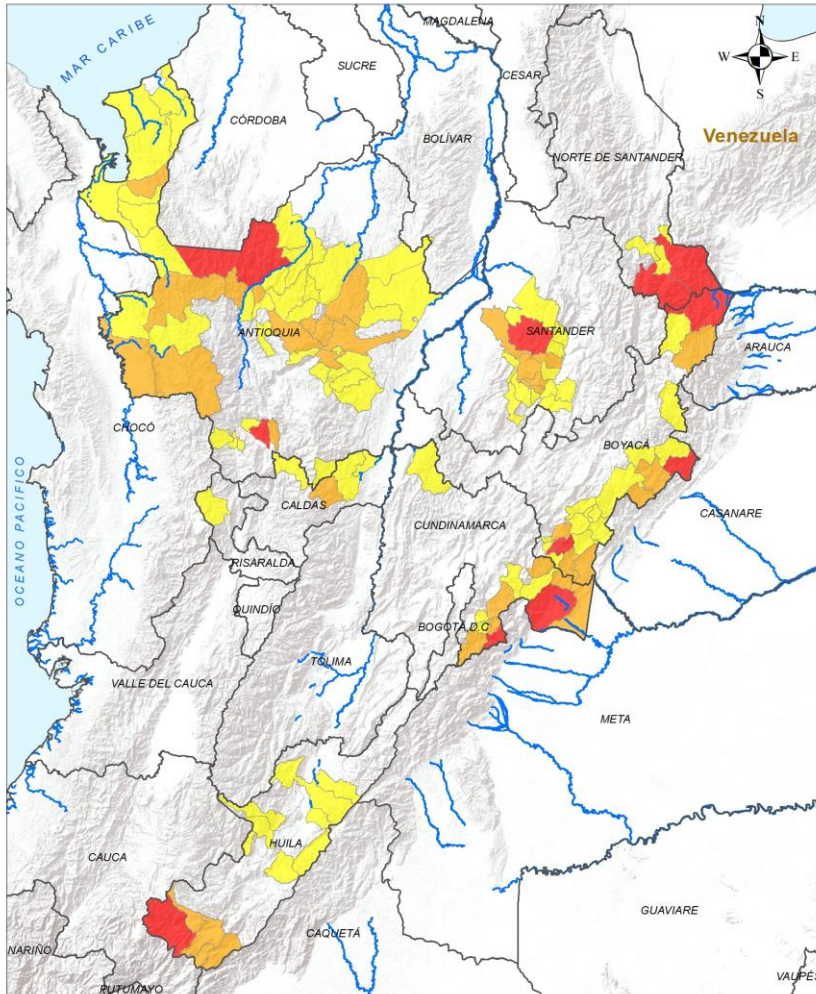 MAGDALENA
MAR CARIBE
SUCRE
CESAR
N
W E
S
CÓRDOBA
BOLÍVAR
Venezuela
NORTE DE SANTANDER
ANTIOQUIA
SANTANDER
ARAUCA
CHOCÓ
BOYACÁ
OCEANO PACIFICO
CALDAS
CUNDINAMARCA
CASANARE
RISARALDA
QUINDÍO
BOGOTÁ D.C
TOLIMA
VALLE DEL CAUCA
META
HUILA
CAUCA
GUAVIARE
CAQUETÁ
NARIÑO
PUTUMAYO
VAUPÉS